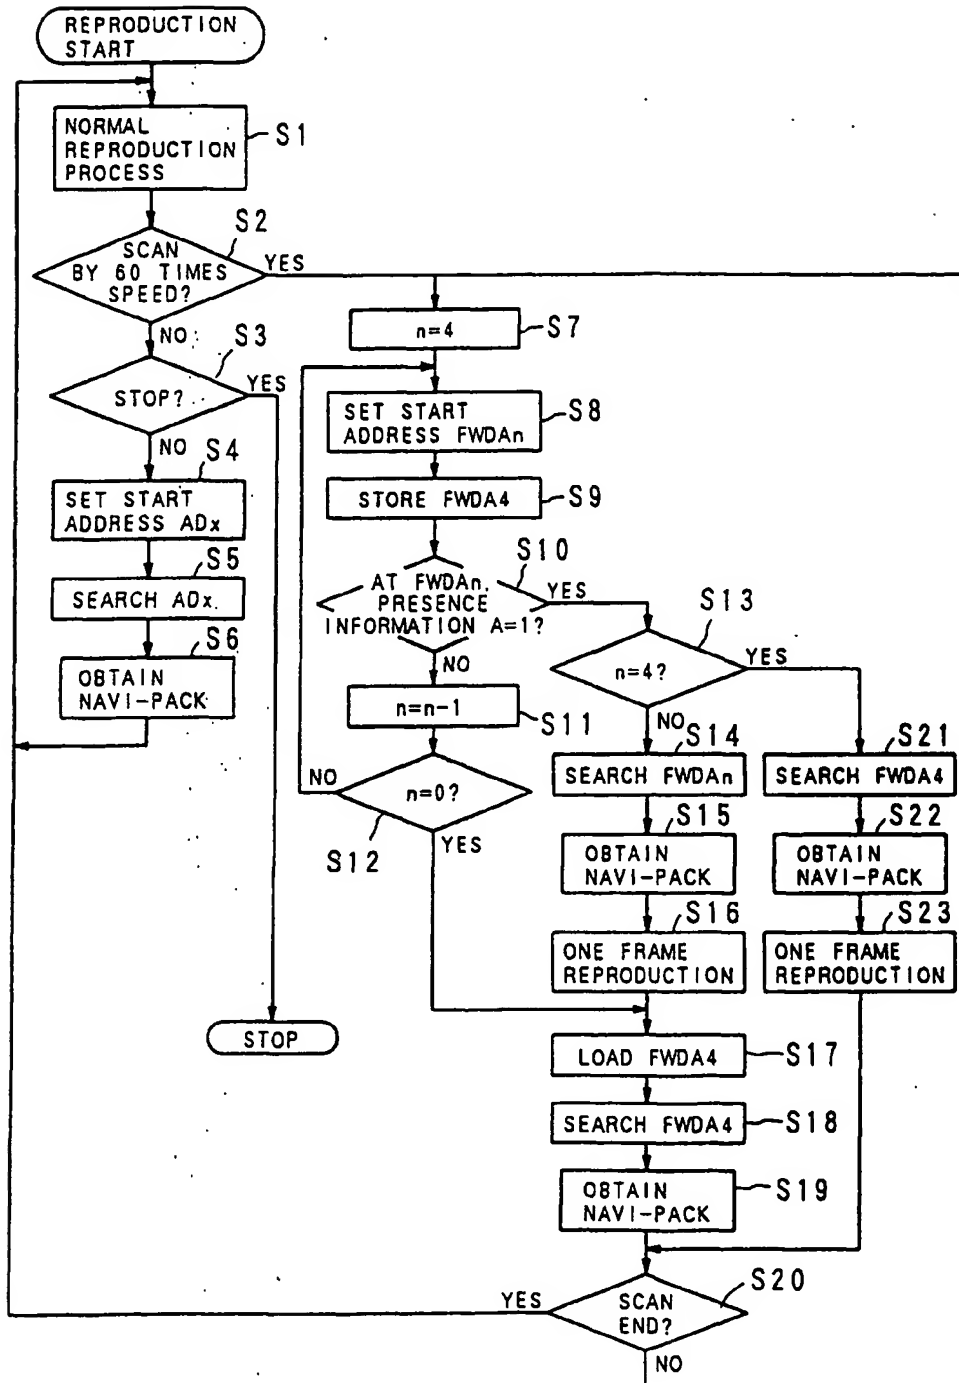 REPRODUCTION
START
NORMAL
REPRODUCTION
PROCESS
S1
S2
SCAN
BY 60 TIMES
SPEED?
YES
NO
S3
STOP?
YES
NO
S4
SET START
ADDRESS ADx
S5
SEARCH ADx.
S6
OBTAIN
NAVI-PACK
STOP
n=4
S7
SET START
ADDRESS FWDAn
S8
STORE FWDA4
S9
S10
AT FWDAn,
PRESENCE
INFORMATION A=1?
YES
NO
n=n-1
S11
NO
n=0?
S12
YES
S13
n=4?
YES
NO
S14
SEARCH FWDAn
S15
OBTAIN
NAVI-PACK
S16
ONE FRAME
REPRODUCTION
S21
SEARCH FWDA4
S22
OBTAIN
NAVI-PACK
S23
ONE FRAME
REPRODUCTION
LOAD FWDA4
S17
SEARCH FWDA4
S18
OBTAIN
NAVI-PACK
S19
S20
YES
SCAN
END?
NO